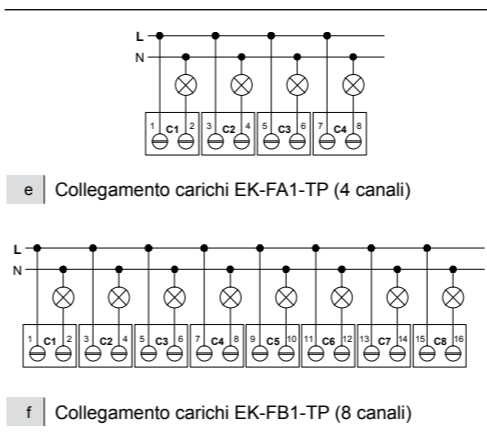 L
N
1 C1 2 3 C2 4 5 C3 6 7 C4 8
e Collegamento carichi EK-FA1-TP (4 canali)
L
N
1 C1 2 3 C2 4 5 C3 6 7 C4 8 9 C5 10 11 C6 12 13 C7 14 15 C8 16
f Collegamento carichi EK-FB1-TP (8 canali)